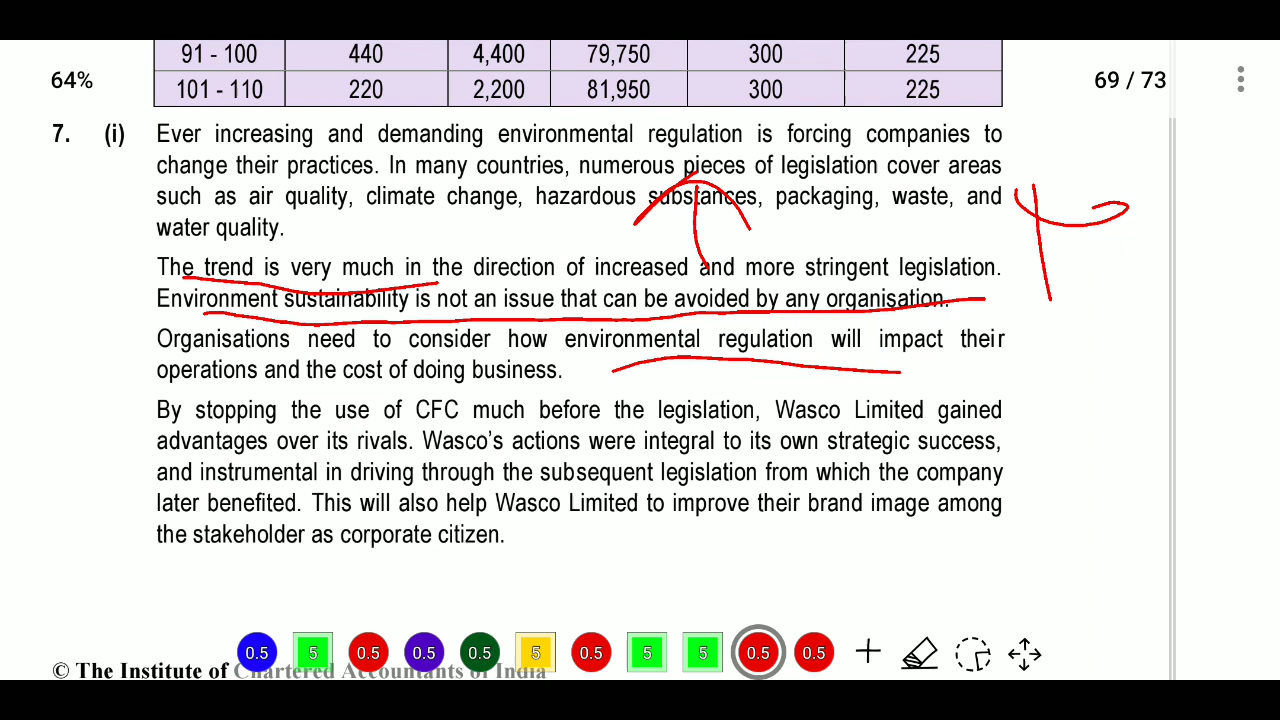 91 - 100 440 4,400 79,750 300 225
64% 101 - 110 220 2,200 81,950 300 225 69 / 73
7. (i) Ever increasing and demanding environmental regulation is forcing companies to
change their practices. In many countries, numerous pieces of legislation cover areas
such as air quality, climate change, hazardous substances, packaging, waste, and
water quality.
The trend is very much in the direction of increased and more stringent legislation.
Environment sustainability is not an issue that can be avoided by any organisation.
Organisations need to consider how environmental regulation will impact their
operations and the cost of doing business.
By stopping the use of CFC much before the legislation, Wasco Limited gained
advantages over its rivals. Wasco's actions were integral to its own strategic success,
and instrumental in driving through the subsequent legislation from which the company
later benefited. This will also help Wasco Limited to improve their brand image among
the stakeholder as corporate citizen.
0.5 5 0.5 0.5 0.5 5 0.5 5 5 0.5 0.5
© The Institute of Chartered Accountants of India